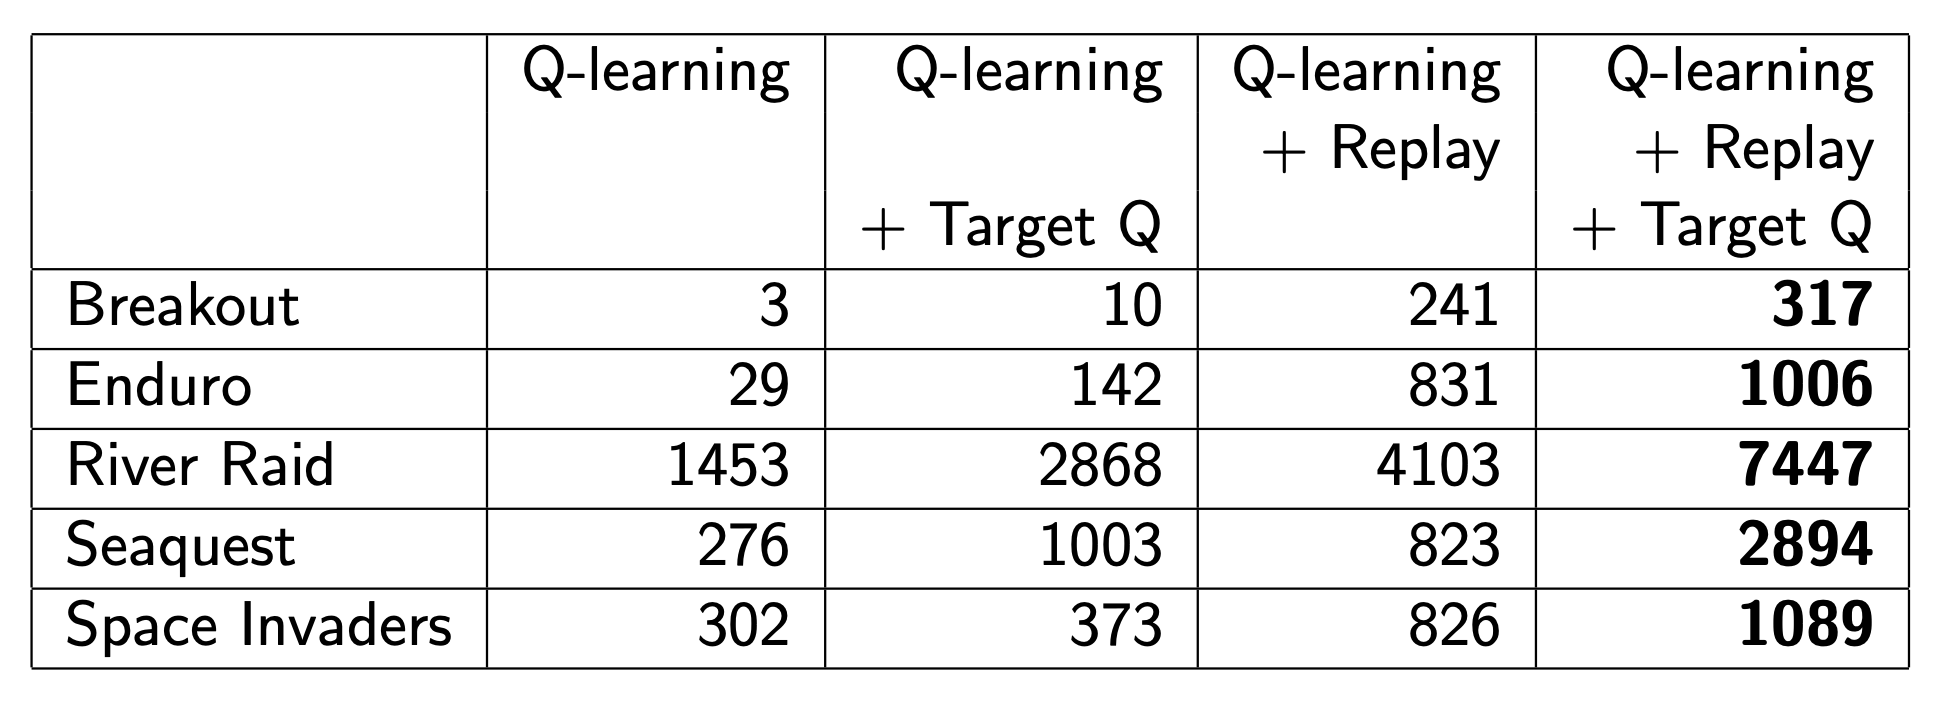 Q-learning Q-learning Q-learning Q-learning
+ Replay + Replay
+ Target Q + Target Q
Breakout 3 10 241 317
Enduro 29 142 831 1006
River Raid 1453 2868 4103 7447
Seaquest 276 1003 823 2894
Space Invaders 302 373 826 1089